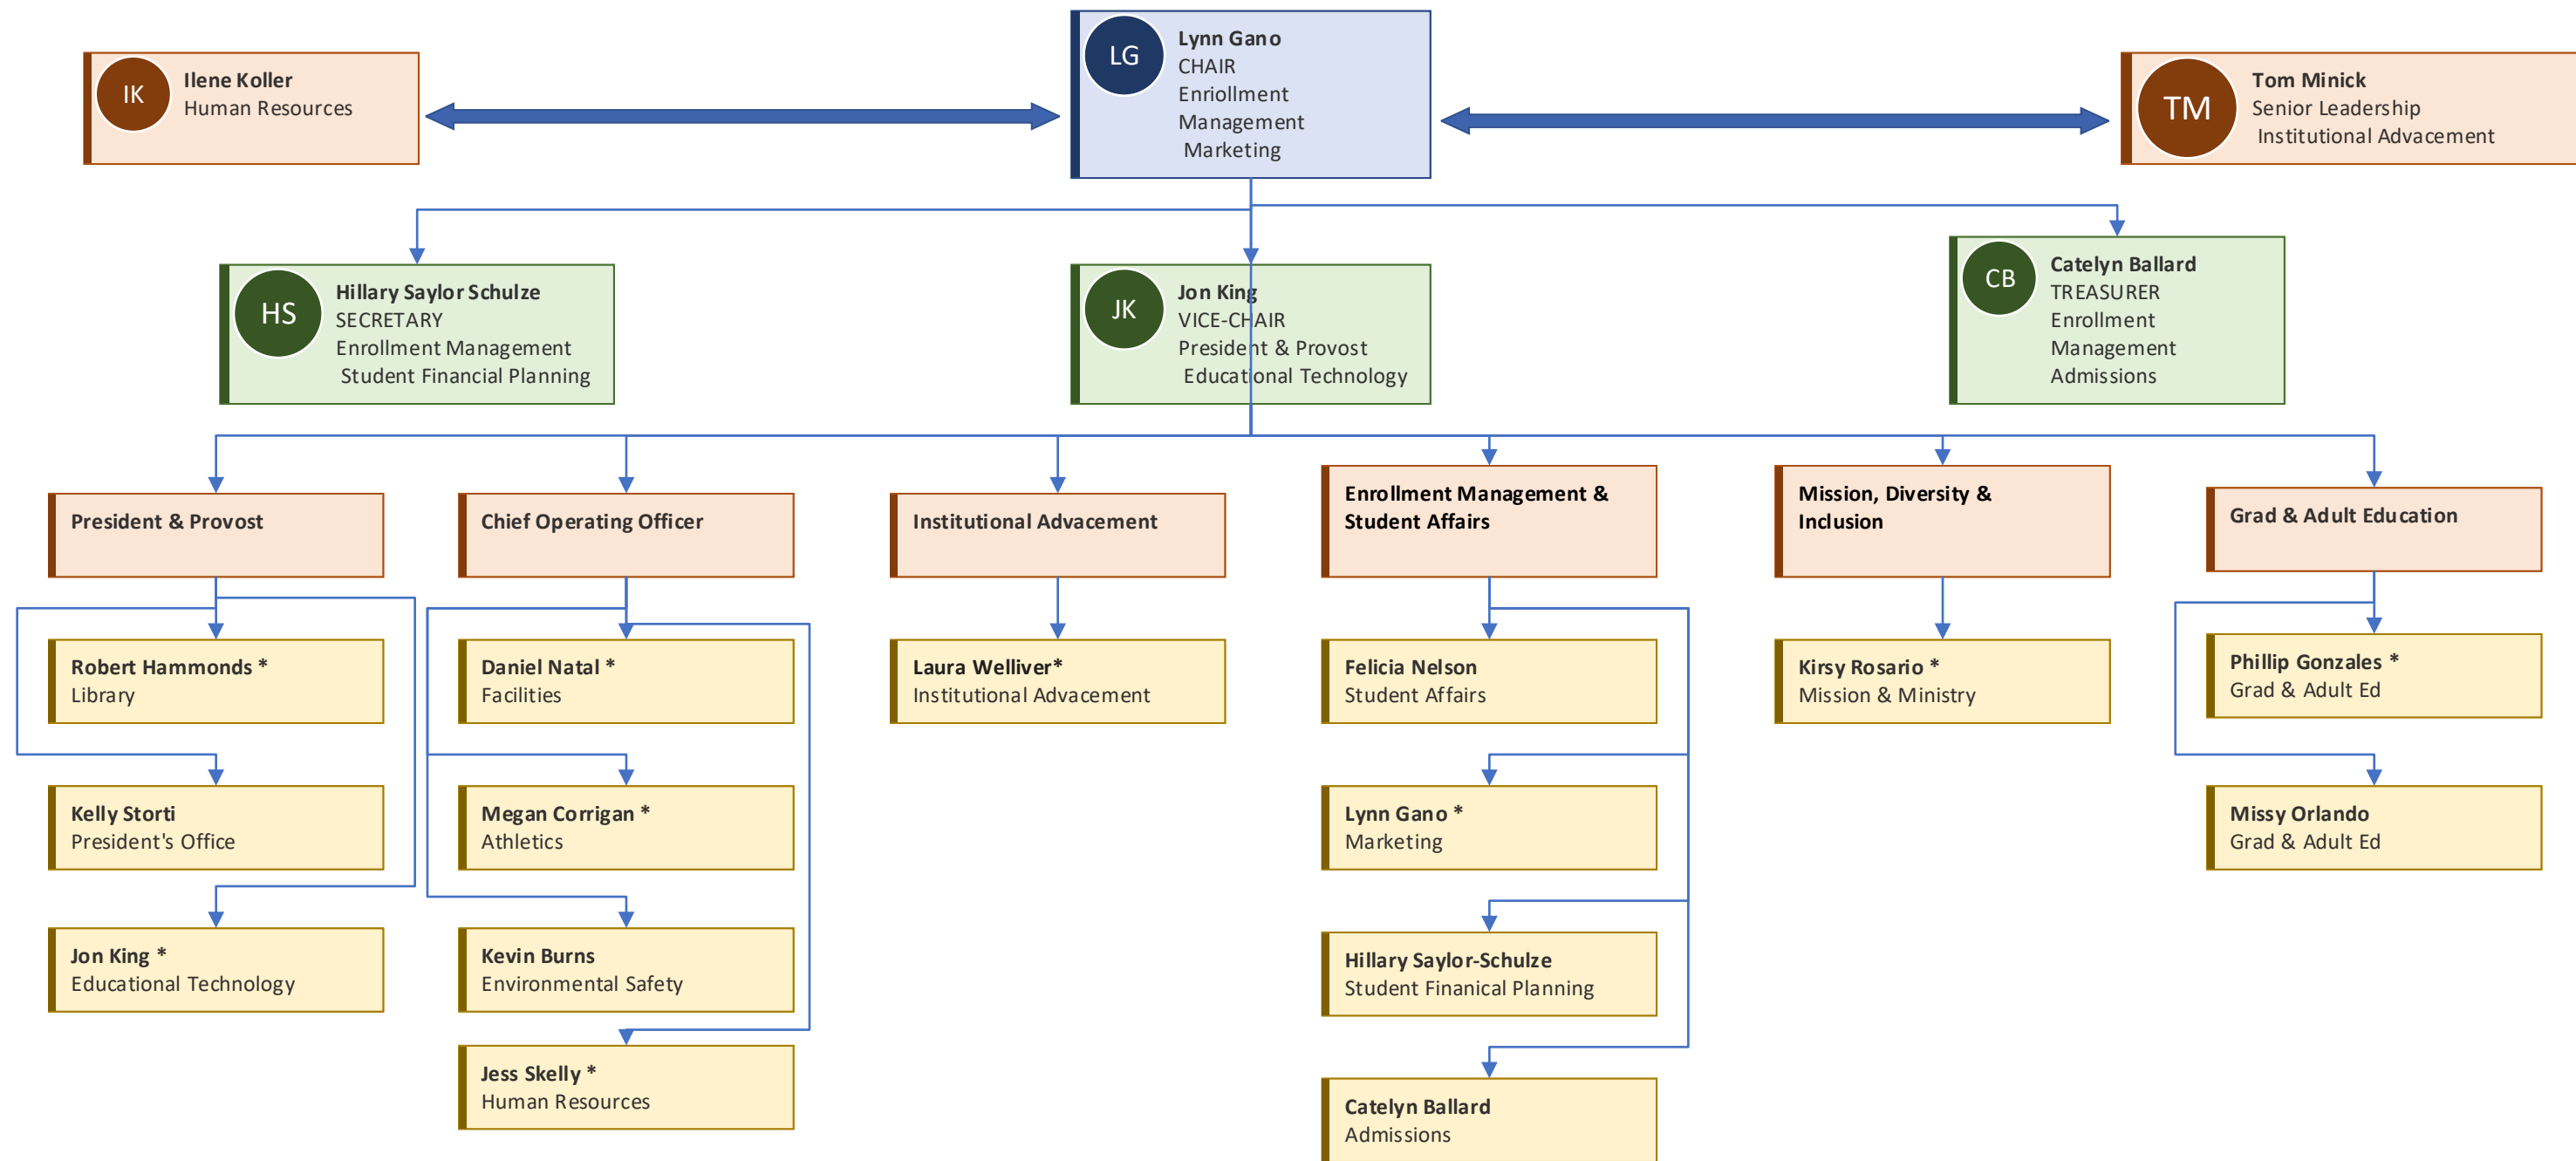 IK
Ilene Koller
Human Resources
LG
Lynn Gano
CHAIR
Enriollment
Management
Marketing
TM
Tom Minick
Senior Leadership
Institutional Advacement
HS
Hillary Saylor Schulze
SECRETARY
Enrollment Management
Student Financial Planning
JK
Jon King
VICE-CHAIR
President & Provost
Educational Technology
CB
Catelyn Ballard
TREASURER
Enrollment
Management
Admissions
President & Provost
Chief Operating Officer
Institutional Advacement
Enrollment Management &
Student Affairs
Mission, Diversity &
Inclusion
Grad & Adult Education
Robert Hammonds *
Library
Daniel Natal *
Facilities
Laura Welliver*
Institutional Advacement
Felicia Nelson
Student Affairs
Kirsy Rosario *
Mission & Ministry
Phillip Gonzales *
Grad & Adult Ed
Kelly Storti
President's Office
Megan Corrigan *
Athletics
Lynn Gano *
Marketing
Missy Orlando
Grad & Adult Ed
Jon King *
Educational Technology
Kevin Burns
Environmental Safety
Hillary Saylor-Schulze
Student Finanical Planning
Jess Skelly *
Human Resources
Catelyn Ballard
Admissions